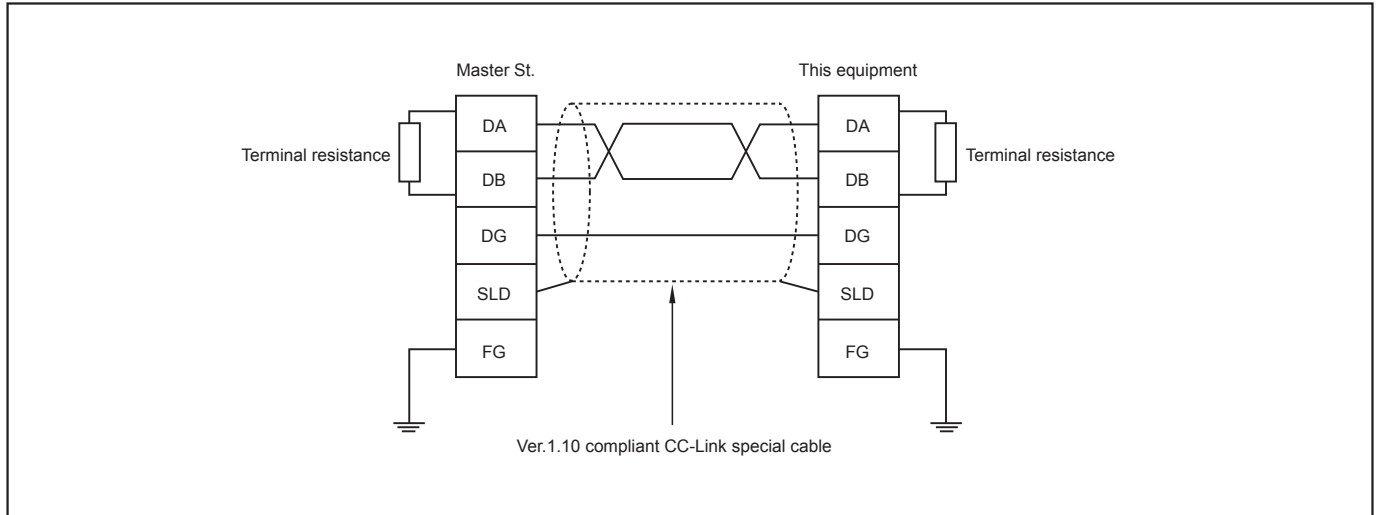 Master St.
This equipment
DA
DA
Terminal resistance
Terminal resistance
DB
DB
DG
DG
SLD
SLD
FG
FG
Ver.1.10 compliant CC-Link special cable